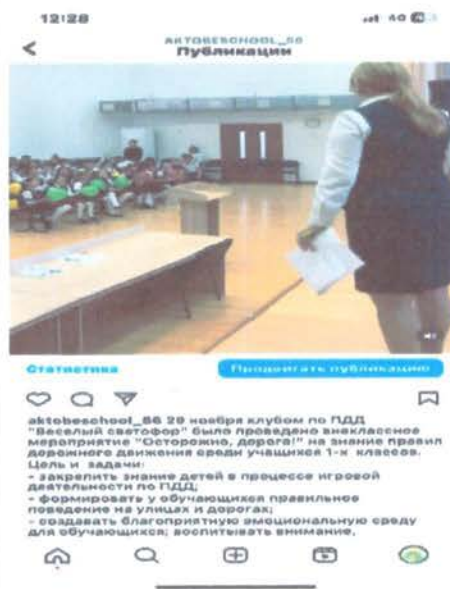 12:28
4G
AKTOBESCHOOL_56
Публикации
Статистика
Продвигать публикацию
aktobeschool_56 29 ноября клубом по ПДД
"Веселый светофор" было проведено внеклассное
мероприятие "Осторожно, дорога!" на знание правил
дорожного движения среди учащихся 1-х классов.
Цель и задачи:
- закрепить знание детей в процессе игровой
деятельности по ПДД;
- формировать у обучающихся правильное
поведение на улицах и дорогах;
- создавать благоприятную эмоциональную среду
для обучающихся; воспитывать внимание,